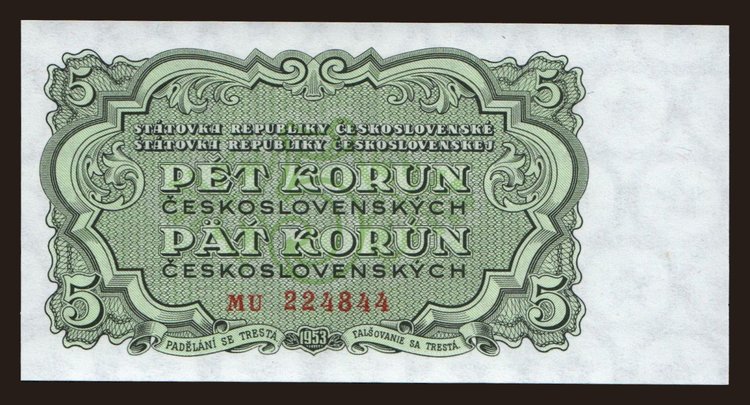 5 5
STÁTOVKA REPUBLIKY ČESKOSLOVENSKÉ
ŠTÁTOVKA REPUBLIKY ČESKOSLOVENSKEJ
PĚT KORUN
ČESKOSLOVENSKÝCH
PÄŤ KORÚN
ČESKOSLOVENSKÝCH
MU 224844
5 5
PADĚLÁNÍ SE TRESTÁ. 1953 FALŠOVANIE SA TRESTÁ.